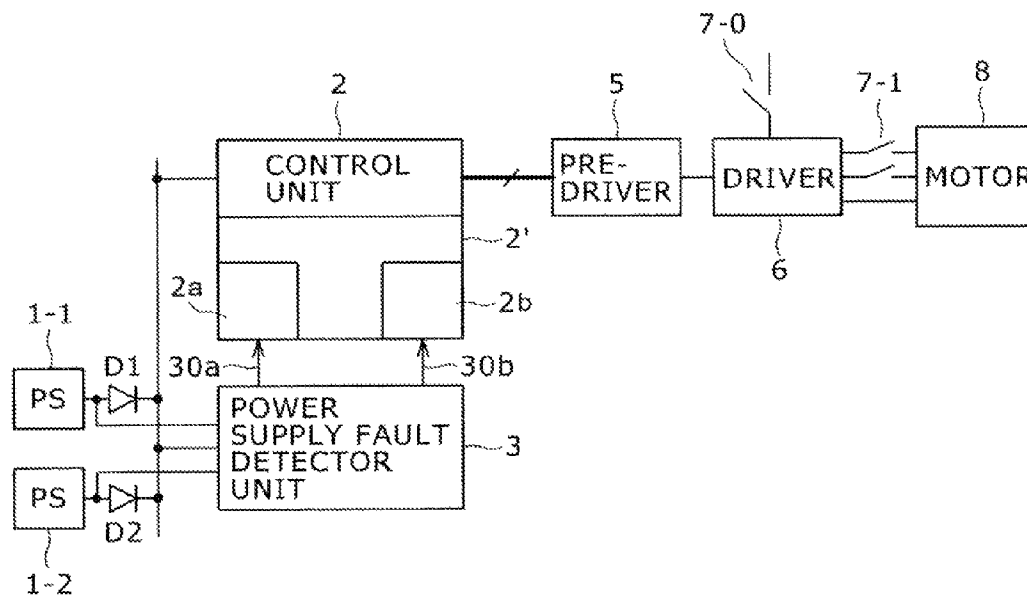 7-0
2
5
7-1
8
CONTROL
UNIT
PRE-
DRIVER
DRIVER
MOTOR
2'
6
2a
2b
1-1
D1
30a
30b
PS
POWER
SUPPLY FAULT
DETECTOR
UNIT
3
PS
D2
1-2